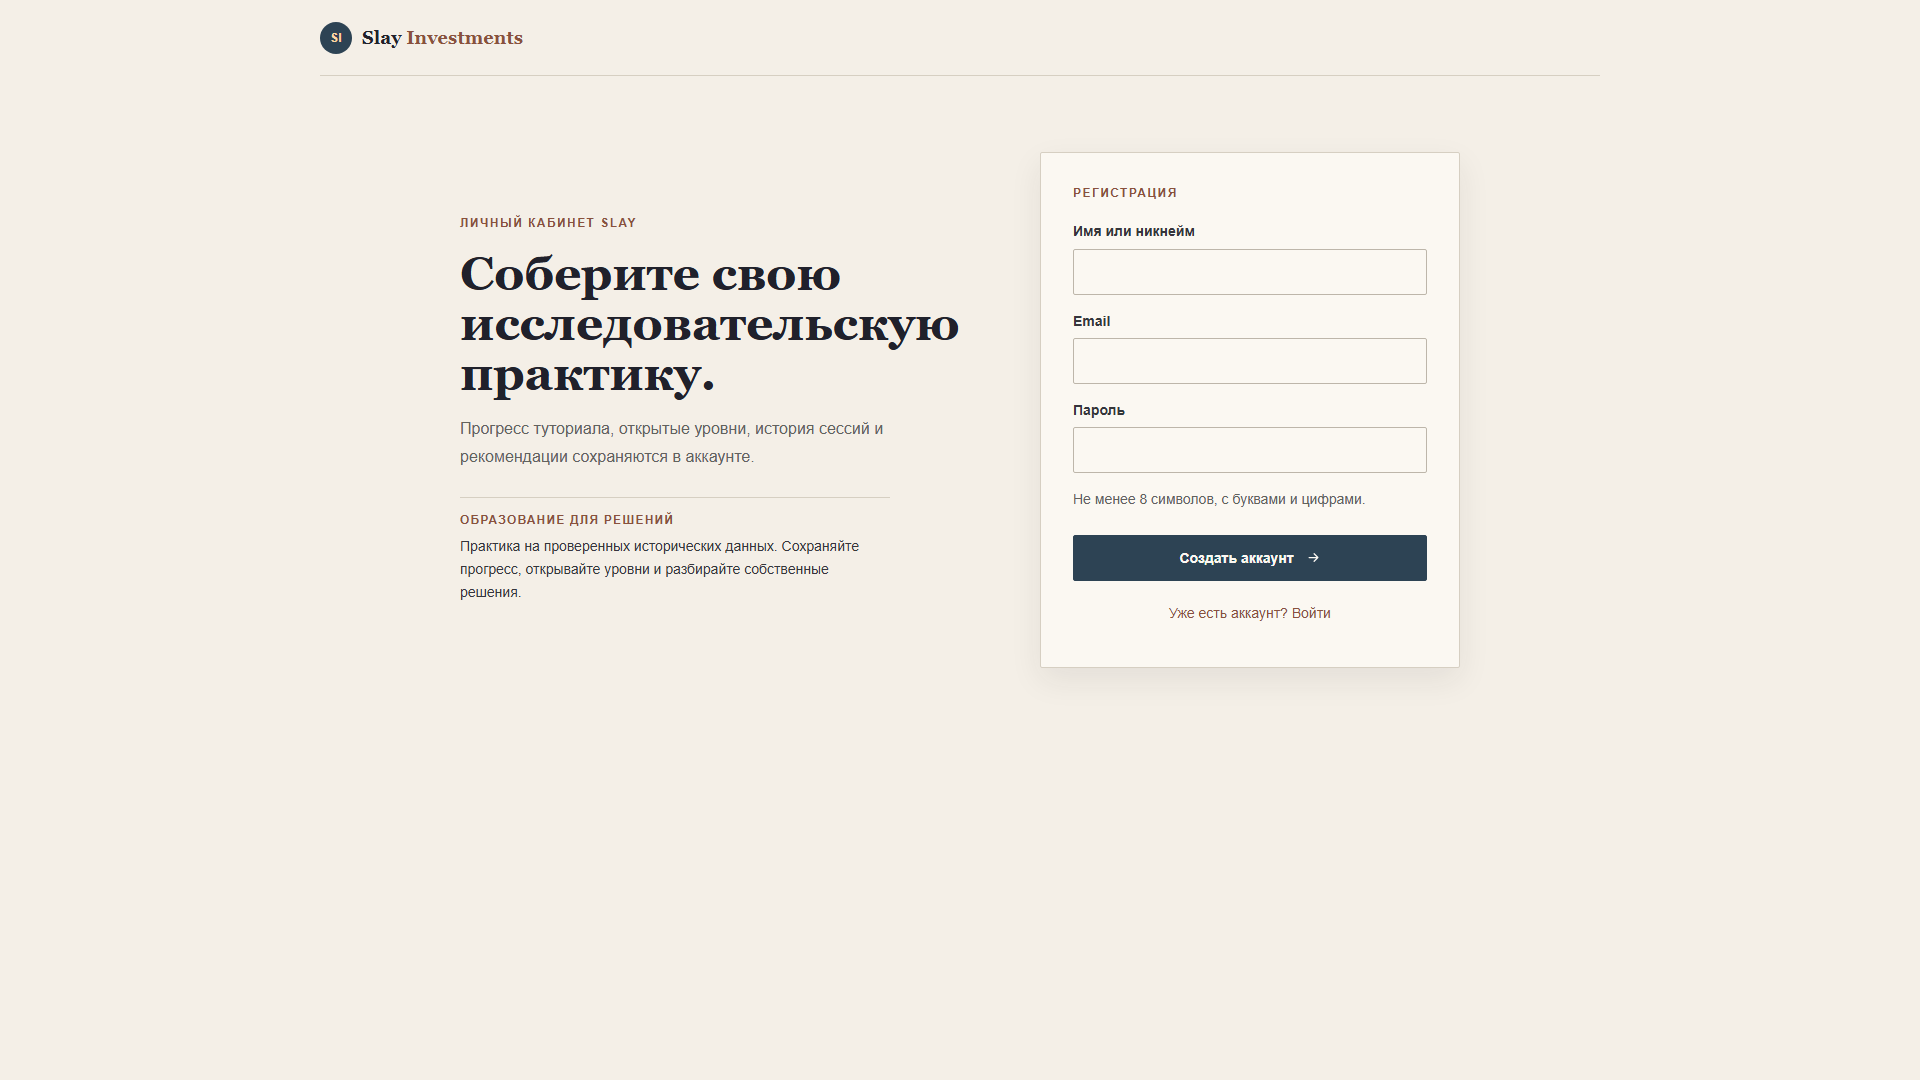 SI
Slay Investments
ЛИЧНЫЙ КАБИНЕТ SLAY
Соберите свою
исследовательскую
практику.
Прогресс туториала, открытые уровни, история сессий и
рекомендации сохраняются в аккаунте.
ОБРАЗОВАНИЕ ДЛЯ РЕШЕНИЙ
Практика на проверенных исторических данных. Сохраняйте
прогресс, открывайте уровни и разбирайте собственные
решения.
РЕГИСТРАЦИЯ
Имя или никнейм
Email
Пароль
Не менее 8 символов, с буквами и цифрами.
Создать аккаунт →
Уже есть аккаунт? Войти